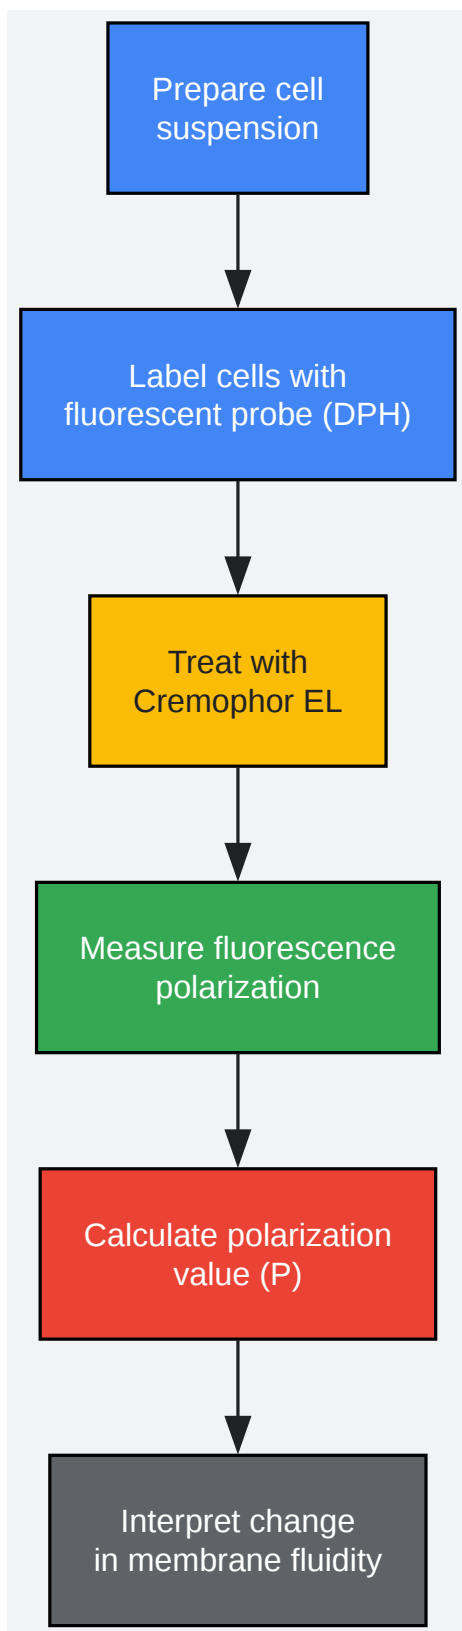 Prepare cell
suspension
Label cells with
fluorescent probe (DPH)
Treat with
Cremophor EL
Measure fluorescence
polarization
Calculate polarization
value (P)
Interpret change
in membrane fluidity